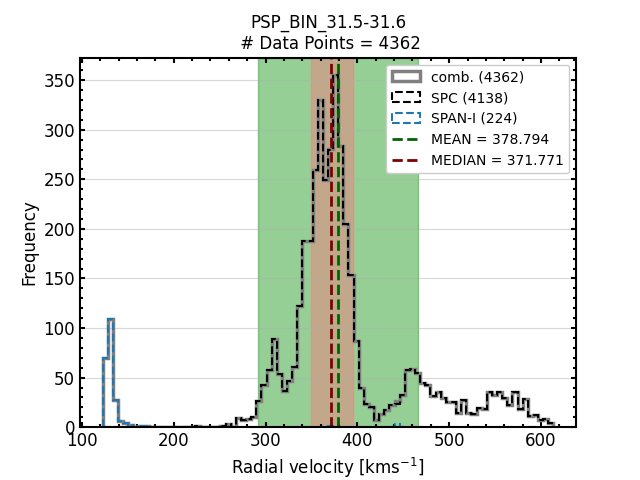 PSP_BIN_31.5-31.6
# Data Points = 4362
comb. (4362)
SPC (4138)
SPAN-I (224)
MEAN = 378.794
MEDIAN = 371.771
Frequency
350
300
250
200
150
100
50
0
100 200 300 400 500 600
Radial velocity [kms⁻¹]